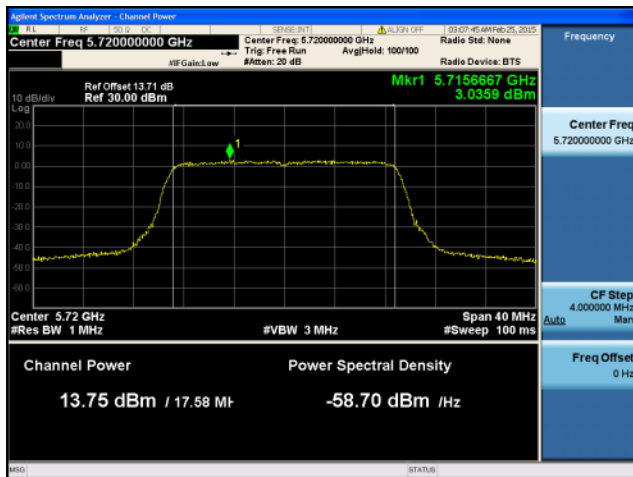 Agilent Spectrum Analyzer - Channel Power
RL RF 50 Ω DC SENSE:INT ALIGN OFF 03:07:45 AM Feb 25, 2015
Center Freq 5.720000000 GHz
Center Freq: 5.720000000 GHz Radio Std: None
Trig: Free Run Avg|Hold: 100/100
#IFGain:Low #Atten: 20 dB Radio Device: BTS
Mkr1 5.7156667 GHz
3.0359 dBm
Ref Offset 13.71 dB
10 dB/div Ref 30.00 dBm
Log
20.0
10.0
0.00
-10.0
-20.0
-30.0
-40.0
-50.0
-60.0
1
Center 5.72 GHz Span 40 MHz
#Res BW 1 MHz #VBW 3 MHz #Sweep 100 ms
Channel Power Power Spectral Density
13.75 dBm / 17.58 MH -58.70 dBm /Hz
MSG STATUS
Frequency
Center Freq
5.720000000 GHz
CF Step
4.000000 MHz
Auto Man
Freq Offset
0 Hz